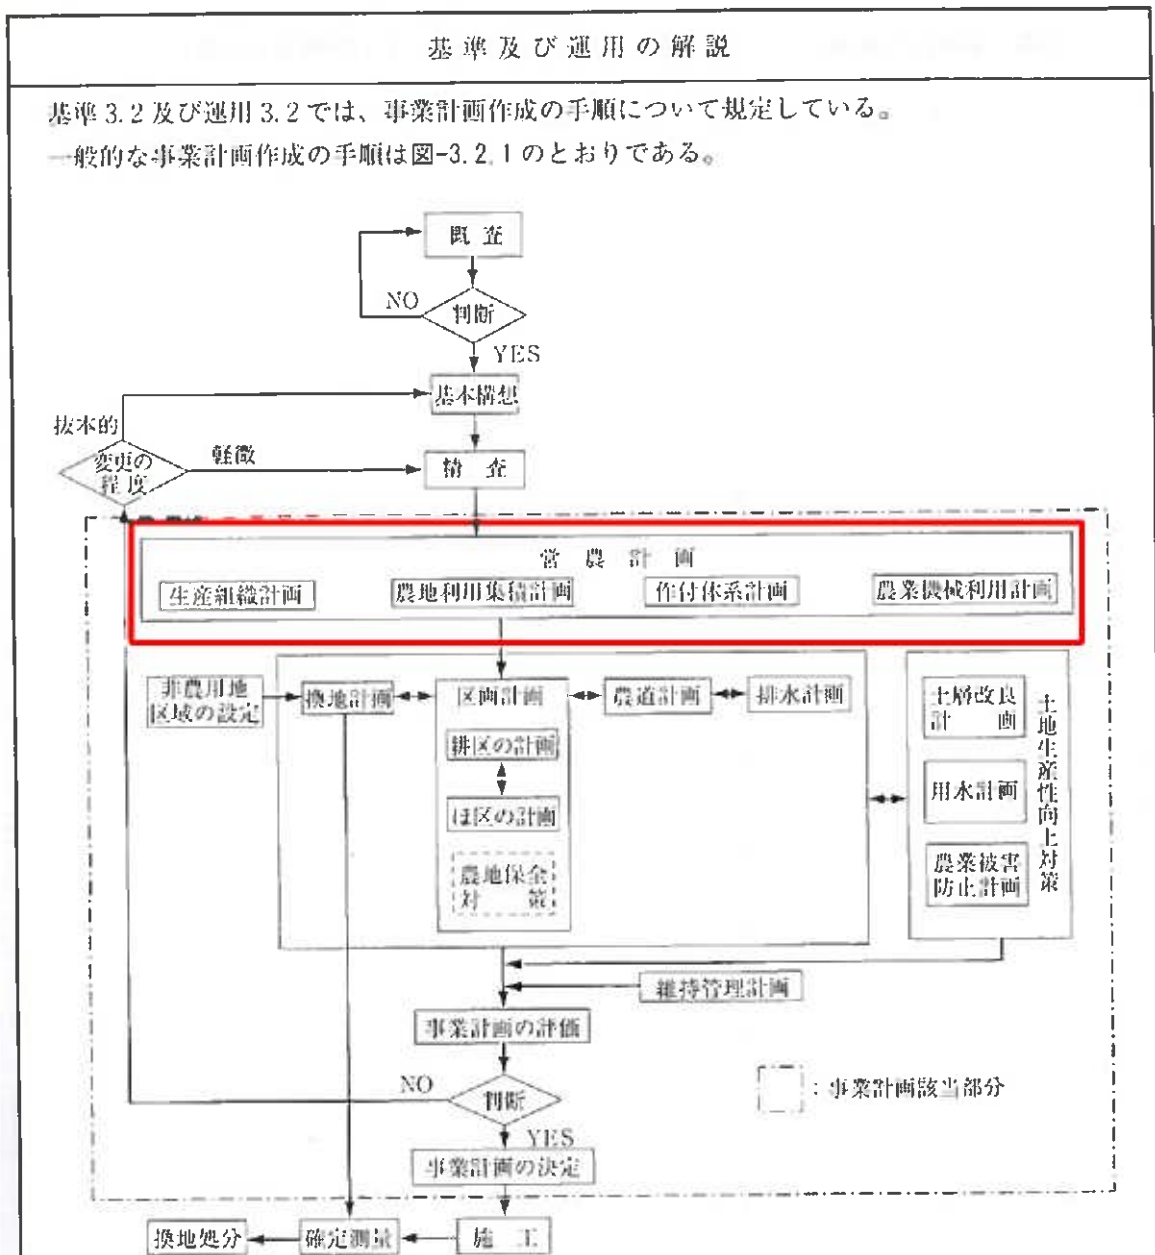 基準及び運用の解説
基準3.2及び運用3.2では、事業計画作成の手順について規定している。
一般的な事業計画作成の手順は図-3.2.1のとおりである。
概査
NO
判断
YES
基本構想
抜本的
変更の
程度
軽微
精査
営農計画
生産組織計画
農地利用集積計画
作付体系計画
農業機械利用計画
非農用地
区域の設定
換地計画
区画計画
農道計画
排水計画
耕区の計画
ほ区の計画
農地保全
対策
土層改良
計画
用水計画
農業被害
防止計画
土地生産性向上対策
維持管理計画
事業計画の評価
NO
判断
YES
:事業計画該当部分
事業計画の決定
換地処分
確定測量
施工